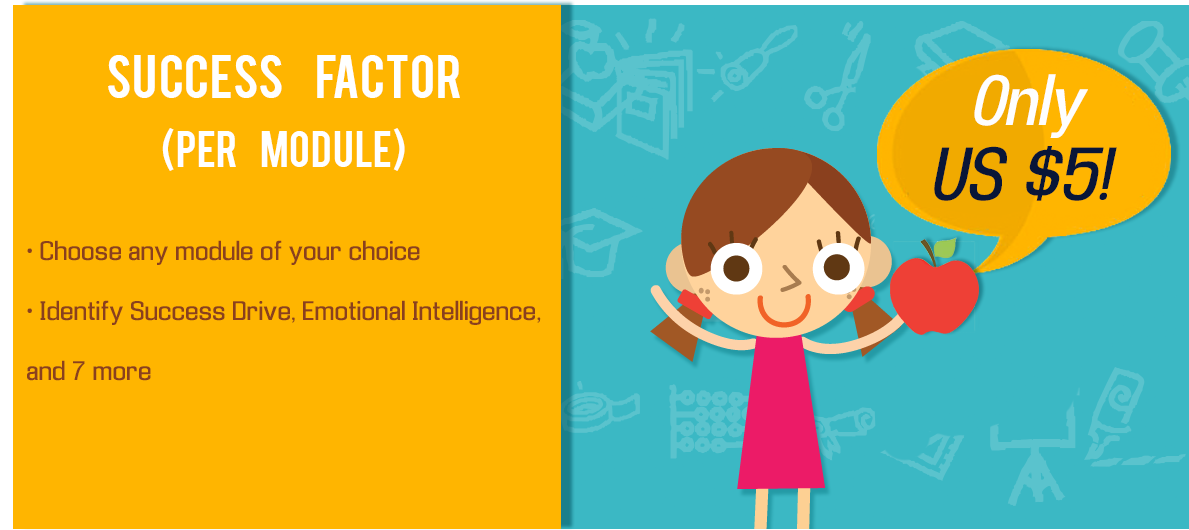 SUCCESS FACTOR
(PER MODULE)
• Choose any module of your choice
• Identify Success Drive, Emotional Intelligence,
and 7 more
Only
US $5!